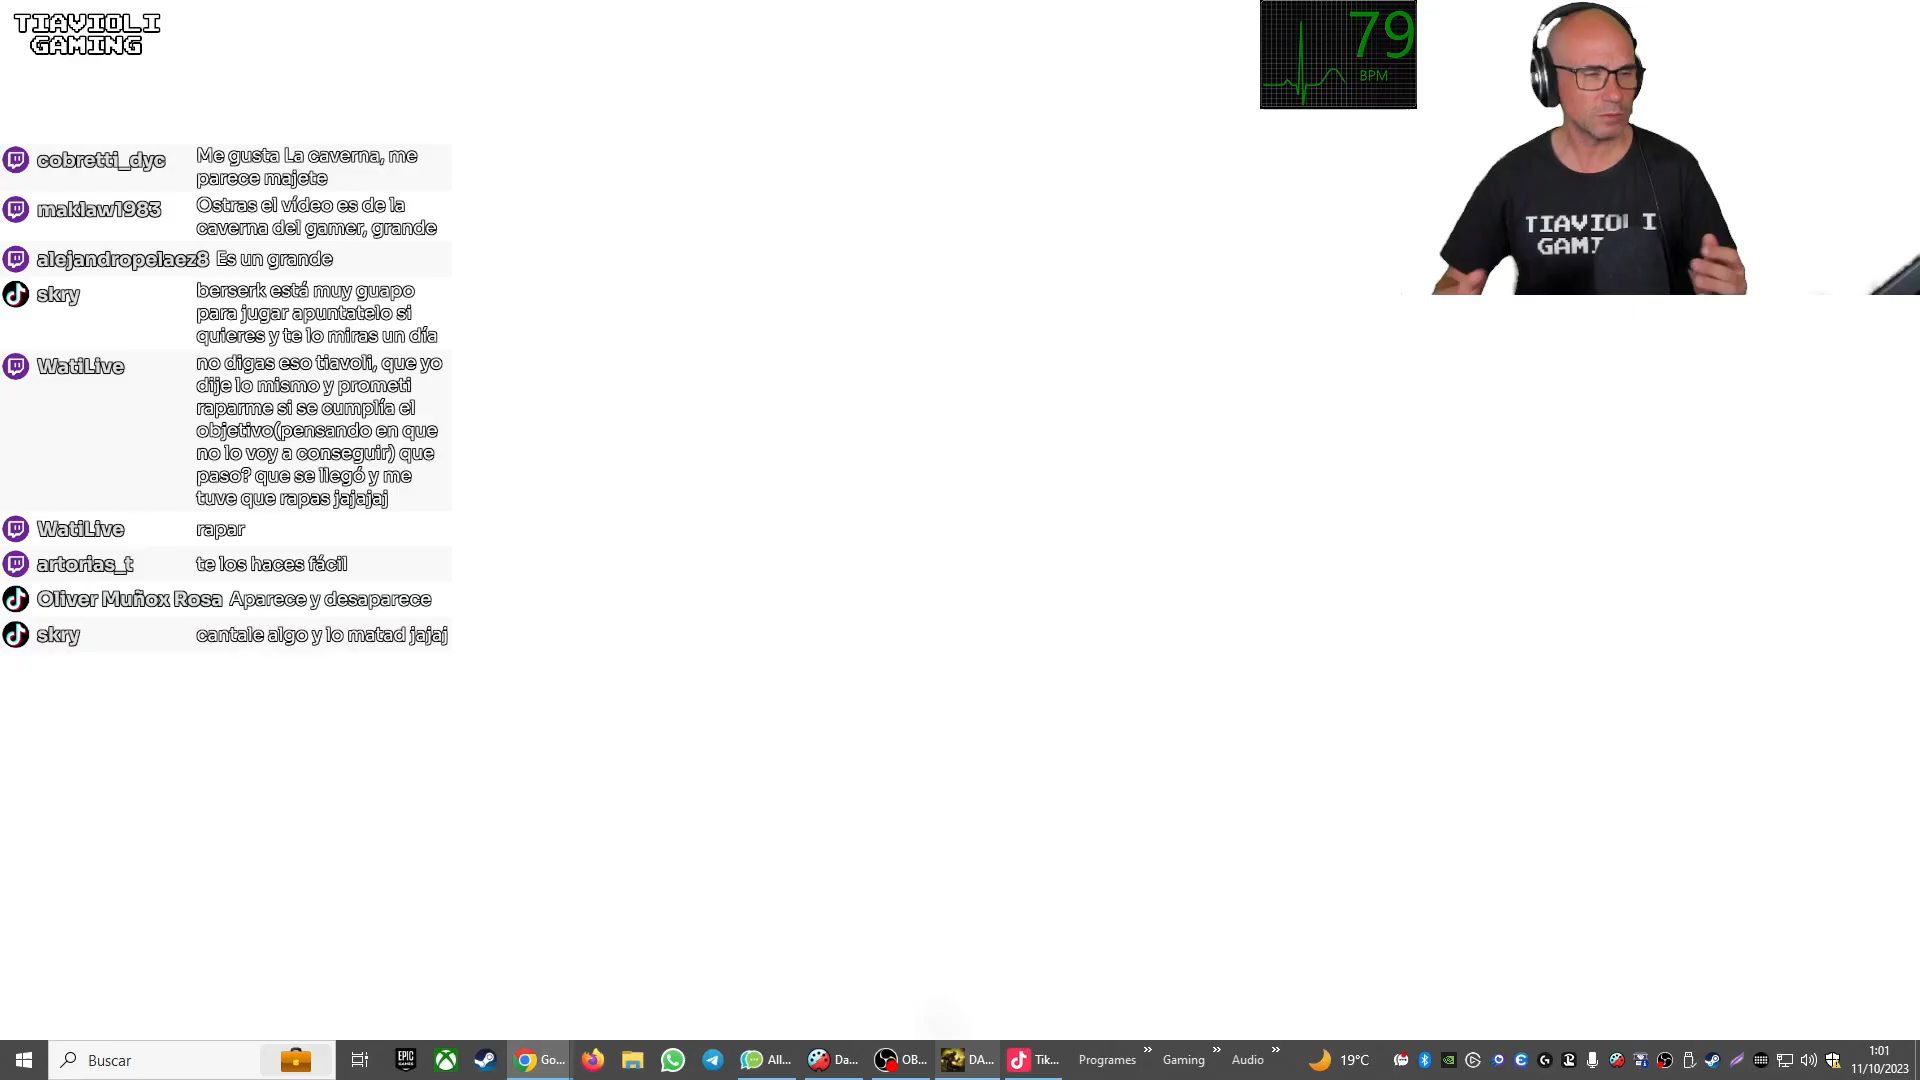 TIAVIOLI
GAMING
79
BPM
TIAVIOLI
GAMI
cobretti_dyc Me gusta La caverna, me
parece majete
maklaw1983 Ostras el vídeo es de la
caverna del gamer, grande
alejandropelaez8 Es un grande
skry berserk está muy guapo
para jugar apuntatelo si
quieres y te lo miras un día
WatiLive no digas eso tiavoli, que yo
dije lo mismo y prometi
raparme si se cumplía el
objetivo(pensando en que
no lo voy a conseguir) que
paso? que se llegó y me
tuve que rapas jajajaj
WatiLive rapar
artorias_t te los haces fácil
Oliver Muñox Rosa Aparece y desaparece
skry cantale algo y lo matad jajaj
Buscar EPIC GAMES Go... All... Da... OB... DA... Tik... Programes » Gaming » Audio » 19°C 1:01
11/10/2023